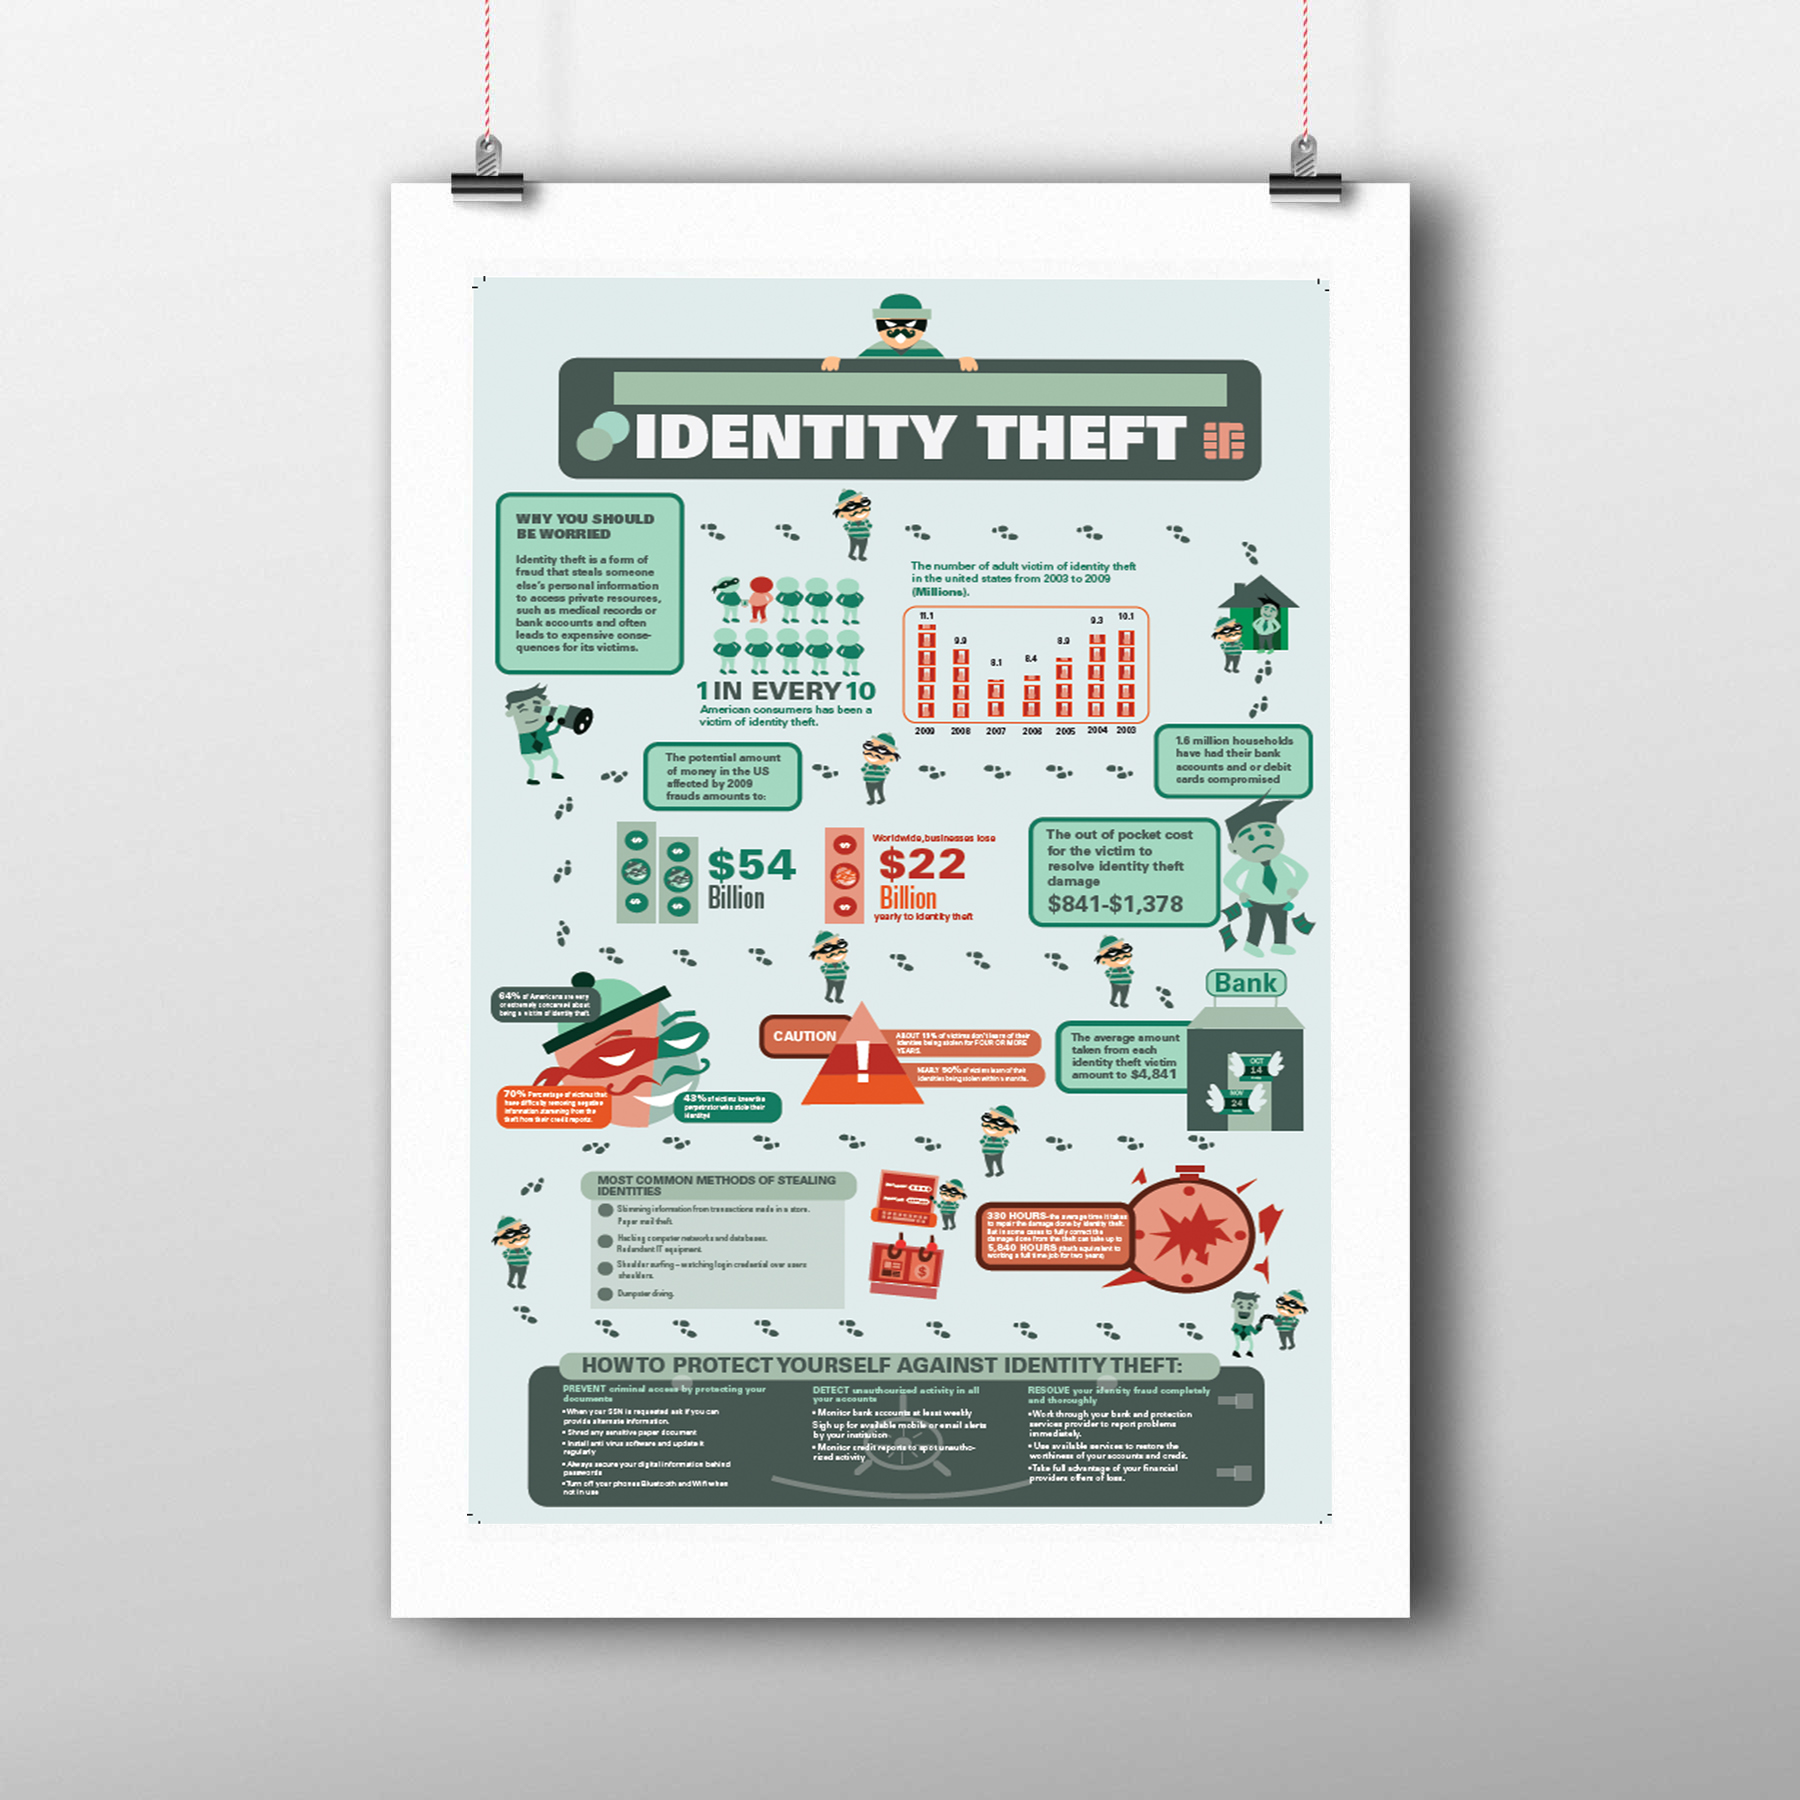 IDENTITY THEFT
WHY YOU SHOULD
BE WORRIED
Identity theft is a form of
fraud that steals someone
else's personal information
to access private resources,
such as medical records or
bank accounts and often
leads to expensive conse-
quences for its victims.
1 IN EVERY 10
American consumers has been a
victim of identity theft.
The number of adult victim of identity theft
in the united states from 2003 to 2009
(Millions).
11.1 9.9 8.1 8.4 8.9 9.3 10.1
2009 2008 2007 2006 2005 2004 2003
The potential amount
of money in the US
affected by 2009
frauds amounts to:
1.6 million households
have had their bank
accounts and or debit
cards compromised
$54
Billion
Worldwide, businesses lose
$22
Billion
yearly to identity theft
The out of pocket cost
for the victim to
resolve identity theft
damage
$841-$1,378
64% of Americans are very
or extremely concerned about
being a victim of identity theft.
70% Percentage of victims that
have difficulty removing negative
information stemming from the
theft from their credit reports.
43% of victims knew the
perpetrator who stole their
identity!
CAUTION
!
ABOUT 15% of victims don't learn of their
identities being stolen for FOUR OR MORE
YEARS.
NEARLY 50% of victims learn of their
identities being stolen within 3 months.
Bank
The average amount
taken from each
identity theft victim
amount to $4,841
OCT
14
NOV
24
MOST COMMON METHODS OF STEALING
IDENTITIES
Skimming information from transactions made in a store.
Paper mail theft.
Hacking computer networks and databases.
Redundant IT equipment.
Shoulder surfing – watching login credential over users
shoulders.
Dumpster diving.
$
330 HOURS-the average time it takes
to repair the damage done by identity theft.
But in some cases to fully correct the
damage done from the theft can take up to
5,840 HOURS (that's equivalent to
working a full time job for two years)
HOW TO PROTECT YOURSELF AGAINST IDENTITY THEFT:
PREVENT criminal access by protecting your
documents
•When your SSN is requested ask if you can
provide alternate information.
• Shred any sensitive paper document
• Install anti virus software and update it
regularly
•Always secure your digital information behind
passwords
•Turn off your phones Bluetooth and Wifi when
not in use
DETECT unauthourized activity in all
your accounts
• Monitor bank accounts at least weekly
Sigh up for available mobile or email alerts
by your institution
• Monitor credit reports to spot unautho-
rized activity
RESOLVE your identity fraud completely
and thoroughly
•Work through your bank and protection
services provider to report problems
immediately.
• Use available services to restore the
worthiness of your accounts and credit.
•Take full advantage of your financial
providers offers of loss.